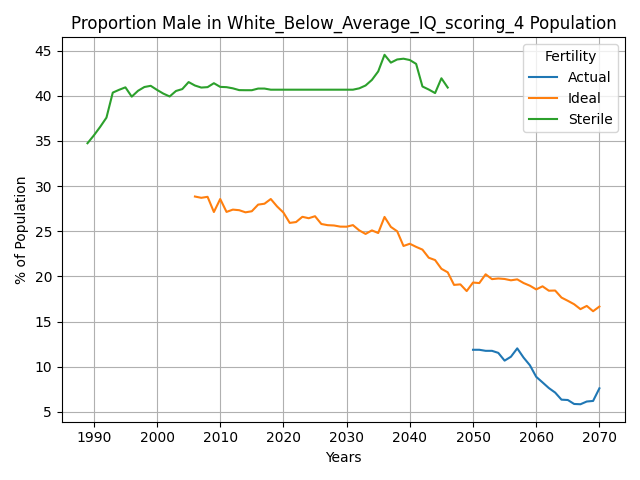 Proportion Male in White_Below_Average_IQ_scoring_4 Population
% of Population
45
40
35
30
25
20
15
10
5
Fertility
Actual
Ideal
Sterile
1990 2000 2010 2020 2030 2040 2050 2060 2070
Years